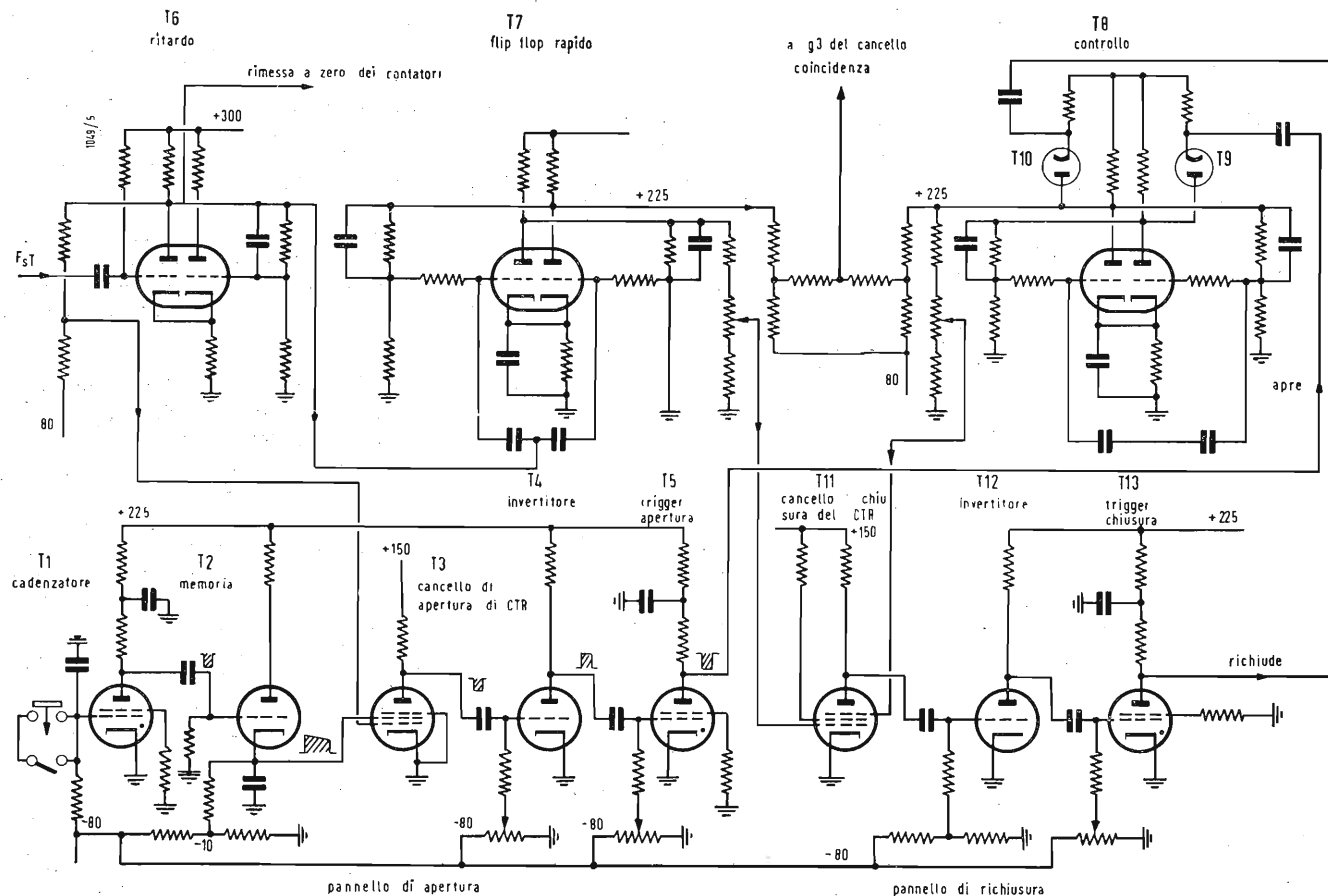 T6
ritardo
T7
flip flop rapido
T8
controllo
a g3 del cancello
coincidenza
rimessa a zero dei contatori
1049/5
+300
T10
T9
+225
+225
FST
80
80
apre
T4
invertitore
T5
trigger
apertura
T11
cancello chiu
sura del CTR
+150
T12
invertitore
T13
trigger
chiusura
+225
+225
T1
cadenzatore
T2
memoria
+150
T3
cancello di
apertura di CTR
richiude
-80
-10
-80
-80
-80
pannello di apertura
pannello di richiusura